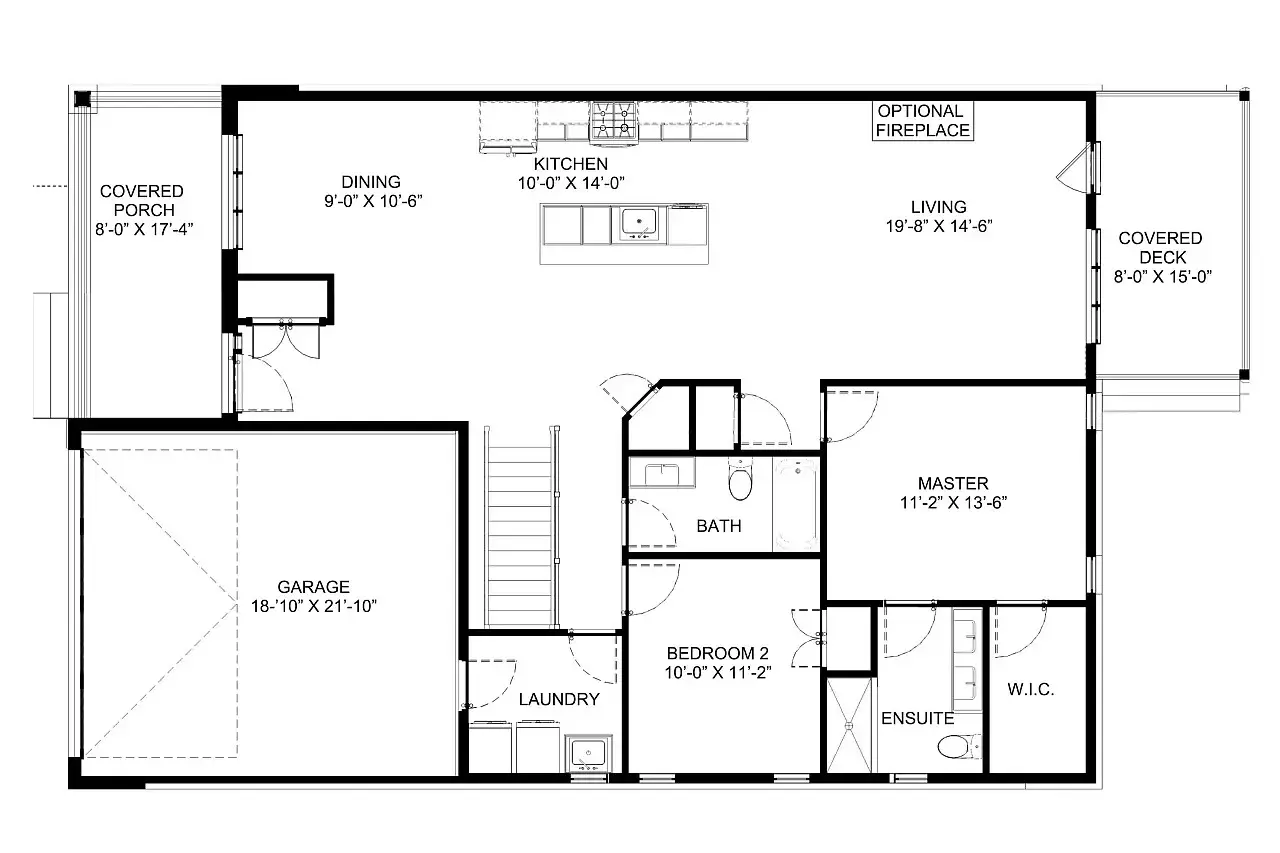 OPTIONAL
FIREPLACE
KITCHEN
10’-0” X 14’-0”
DINING
9’-0” X 10’-6”
COVERED
PORCH
8’-0” X 17’-4”
LIVING
19’-8” X 14’-6”
COVERED
DECK
8’-0” X 15’-0”
MASTER
11’-2” X 13’-6”
BATH
GARAGE
18-’10” X 21’-10”
BEDROOM 2
10’-0” X 11’-2”
LAUNDRY
W.I.C.
ENSUITE